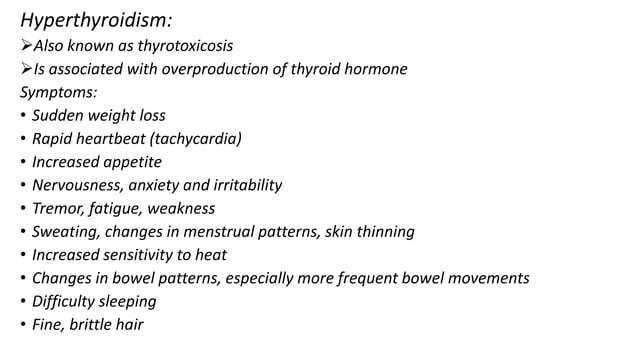 Hyperthyroidism:
➢Also known as thyrotoxicosis
➢Is associated with overproduction of thyroid hormone
Symptoms:
• Sudden weight loss
• Rapid heartbeat (tachycardia)
• Increased appetite
• Nervousness, anxiety and irritability
• Tremor, fatigue, weakness
• Sweating, changes in menstrual patterns, skin thinning
• Increased sensitivity to heat
• Changes in bowel patterns, especially more frequent bowel movements
• Difficulty sleeping
• Fine, brittle hair